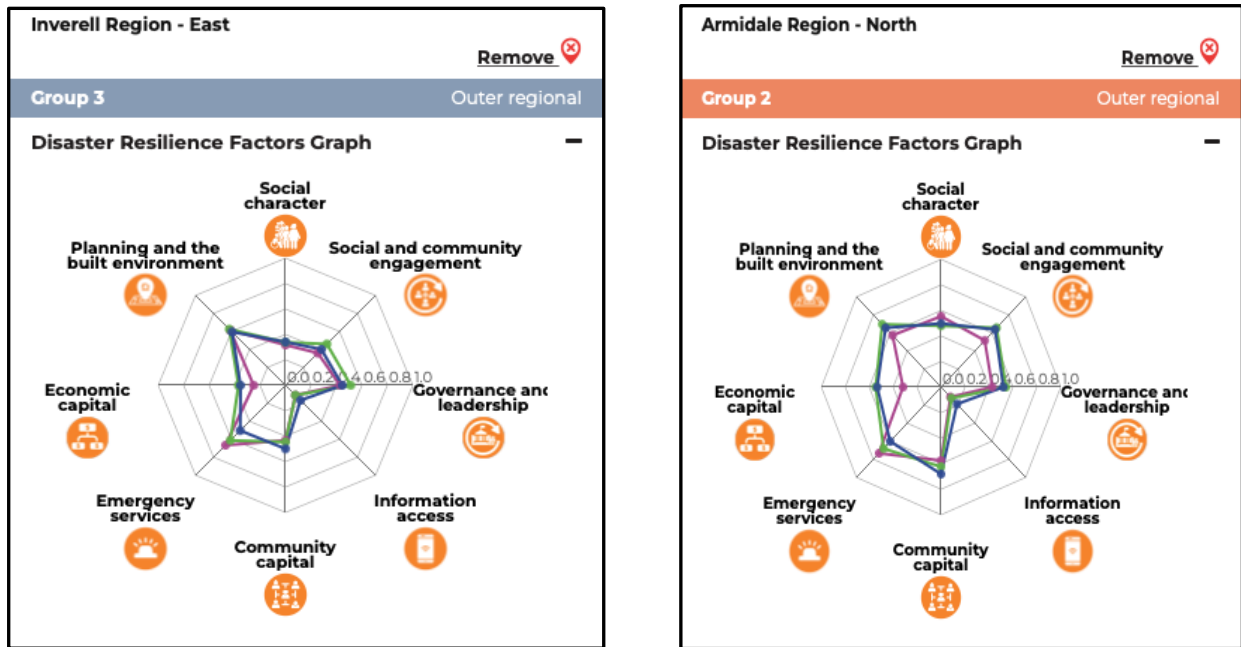 Inverell Region - East
Remove
Group 3
Outer regional
Disaster Resilience Factors Graph
Social
character
Planning and the
built environment
Social and community
engagement
0.0 0.2 0.4 0.6 0.8 1.0
Economic
capital
Governance and
leadership
Emergency
services
Information
access
Community
capital
Armidale Region - North
Remove
Group 2
Outer regional
Disaster Resilience Factors Graph
Social
character
Planning and the
built environment
Social and community
engagement
0.0 0.2 0.4 0.6 0.8 1.0
Economic
capital
Governance and
leadership
Emergency
services
Information
access
Community
capital